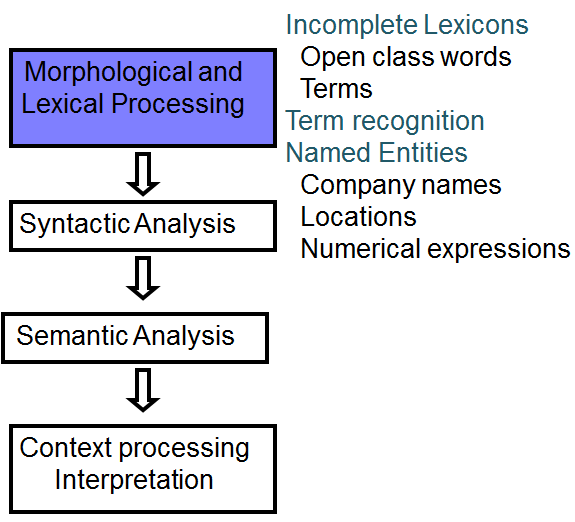 Morphological and
Lexical Processing
Syntactic Analysis
Semantic Analysis
Context processing
Interpretation
Incomplete Lexicons
Open class words
Terms
Term recognition
Named Entities
Company names
Locations
Numerical expressions